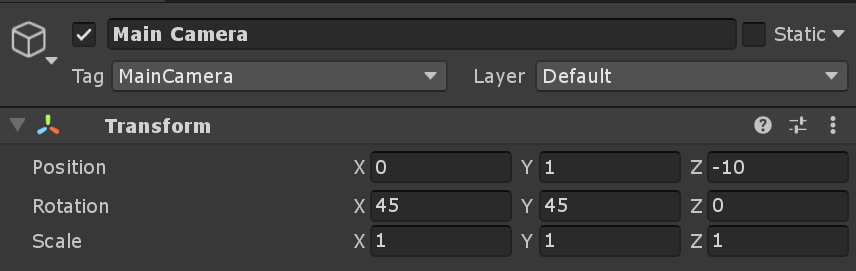 Main Camera Static
Tag MainCamera Layer Default
Transform
Position X 0 Y 1 Z -10
Rotation X 45 Y 45 Z 0
Scale X 1 Y 1 Z 1